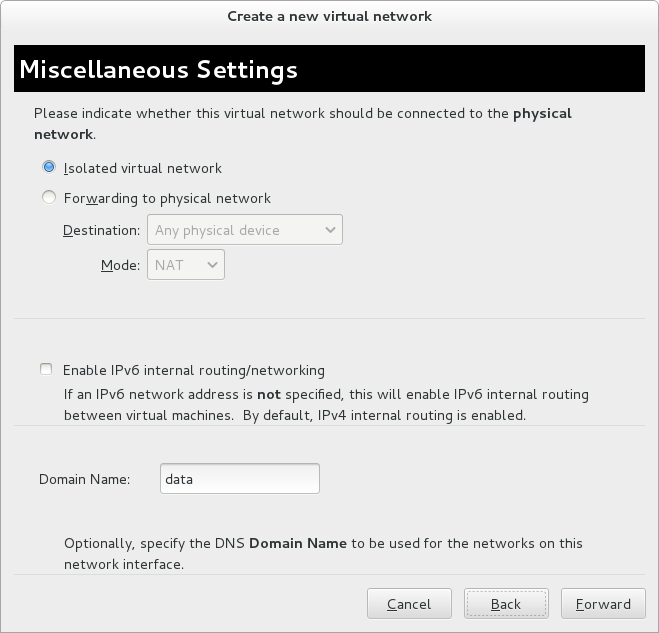 Create a new virtual network
Miscellaneous Settings
Please indicate whether this virtual network should be connected to the physical
network.
Isolated virtual network
Forwarding to physical network
Destination: Any physical device
Mode: NAT
Enable IPv6 internal routing/networking
If an IPv6 network address is not specified, this will enable IPv6 internal routing
between virtual machines.  By default, IPv4 internal routing is enabled.
Domain Name: data
Optionally, specify the DNS Domain Name to be used for the networks on this
network interface.
Cancel Back Forward